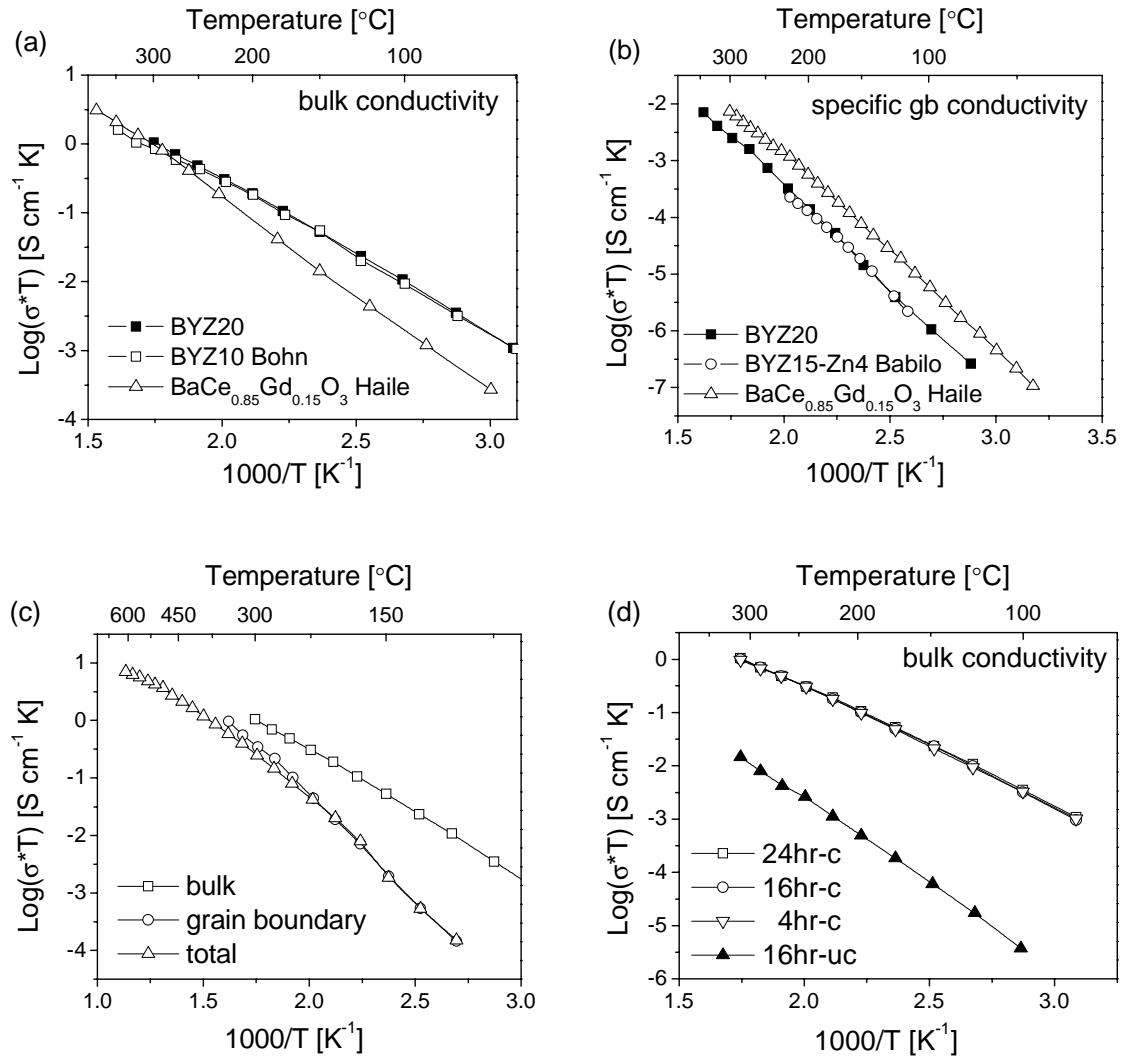 (a)
Temperature [°C]
300 200 100
bulk conductivity
1
0
-1
-2
-3
-4
Log(σ*T) [S cm⁻¹ K]
BYZ20
BYZ10 Bohn
BaCe₀.₈₅Gd₀.₁₅O₃ Haile
1.5 2.0 2.5 3.0
1000/T [K⁻¹]
(b)
Temperature [°C]
300 200 100
specific gb conductivity
-2
-3
-4
-5
-6
-7
Log(σ*T) [S cm⁻¹ K]
BYZ20
BYZ15-Zn4 Babilo
BaCe₀.₈₅Gd₀.₁₅O₃ Haile
1.5 2.0 2.5 3.0 3.5
1000/T [K⁻¹]
(c)
Temperature [°C]
600 450 300 150
1
0
-1
-2
-3
-4
Log(σ*T) [S cm⁻¹ K]
bulk
grain boundary
total
1.0 1.5 2.0 2.5 3.0
1000/T [K⁻¹]
(d)
Temperature [°C]
300 200 100
bulk conductivity
0
-1
-2
-3
-4
-5
-6
Log(σ*T) [S cm⁻¹ K]
24hr-c
16hr-c
4hr-c
16hr-uc
1.5 2.0 2.5 3.0
1000/T [K⁻¹]